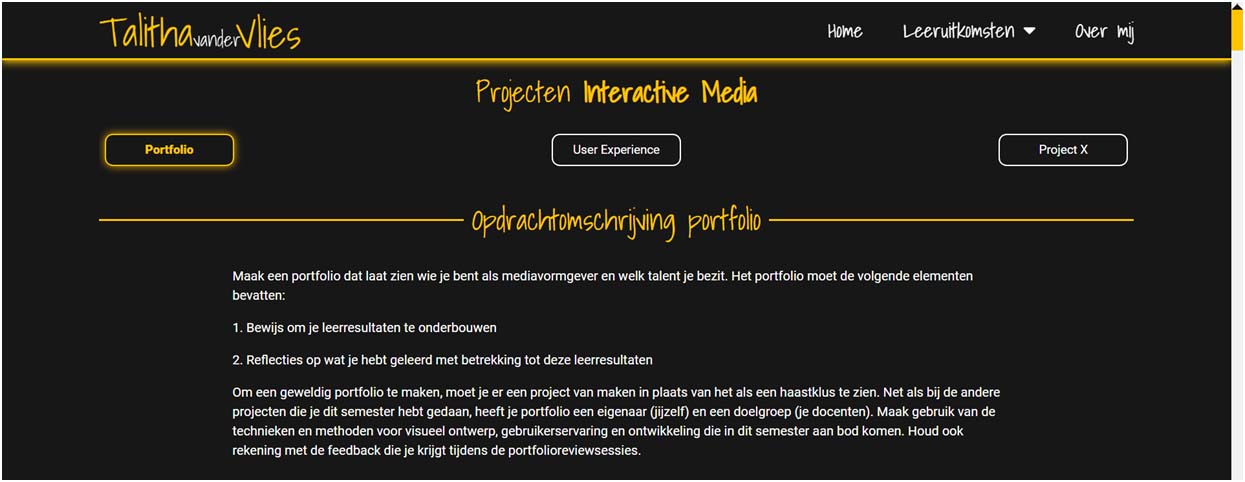 Talitha van der Vlies
Home Leeruitkomsten Over mij
Projecten Interactive Media
Portfolio User Experience Project X
Opdrachtomschrijving portfolio
Maak een portfolio dat laat zien wie je bent als mediavormgever en welk talent je bezit. Het portfolio moet de volgende elementen
bevatten:
1. Bewijs om je leerresultaten te onderbouwen
2. Reflecties op wat je hebt geleerd met betrekking tot deze leerresultaten
Om een geweldig portfolio te maken, moet je er een project van maken in plaats van het als een haastklus te zien. Net als bij de andere
projecten die je dit semester hebt gedaan, heeft je portfolio een eigenaar (jijzelf) en een doelgroep (je docenten). Maak gebruik van de
technieken en methoden voor visueel ontwerp, gebruikerservaring en ontwikkeling die in dit semester aan bod komen. Houd ook
rekening met de feedback die je krijgt tijdens de portfolioreviewsessies.